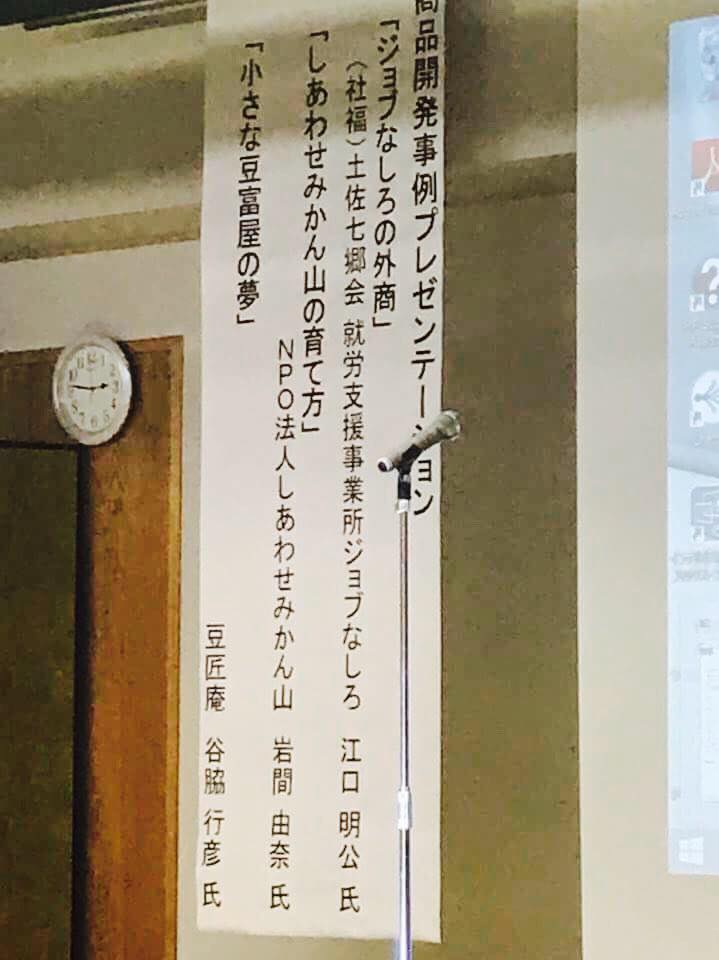 商品開発事例プレゼンテーション
「ジョブなしろの外商」
（社福）土佐七郷会 就労支援事業所ジョブなしろ 江口 明公 氏
「しあわせみかん山の育て方」
NPO法人しあわせみかん山 岩間 由奈 氏
「小さな豆富屋の夢」
豆匠庵 谷脇 行彦 氏